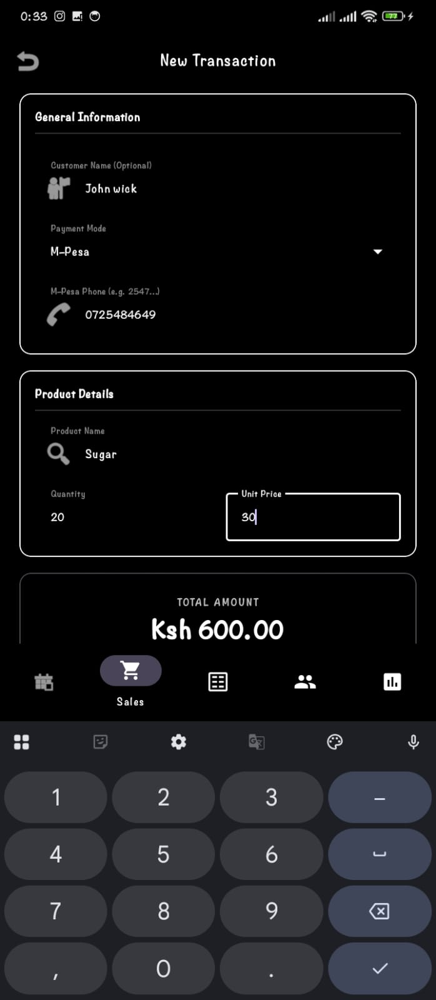 0:33
77
New Transaction
General Information
Customer Name (Optional)
John wick
Payment Mode
M-Pesa
M-Pesa Phone (e.g. 2547...)
0725484649
Product Details
Product Name
Sugar
Quantity
20
Unit Price
30
TOTAL AMOUNT
Ksh 600.00
Sales
1 2 3 –
4 5 6
7 8 9
, 0 .